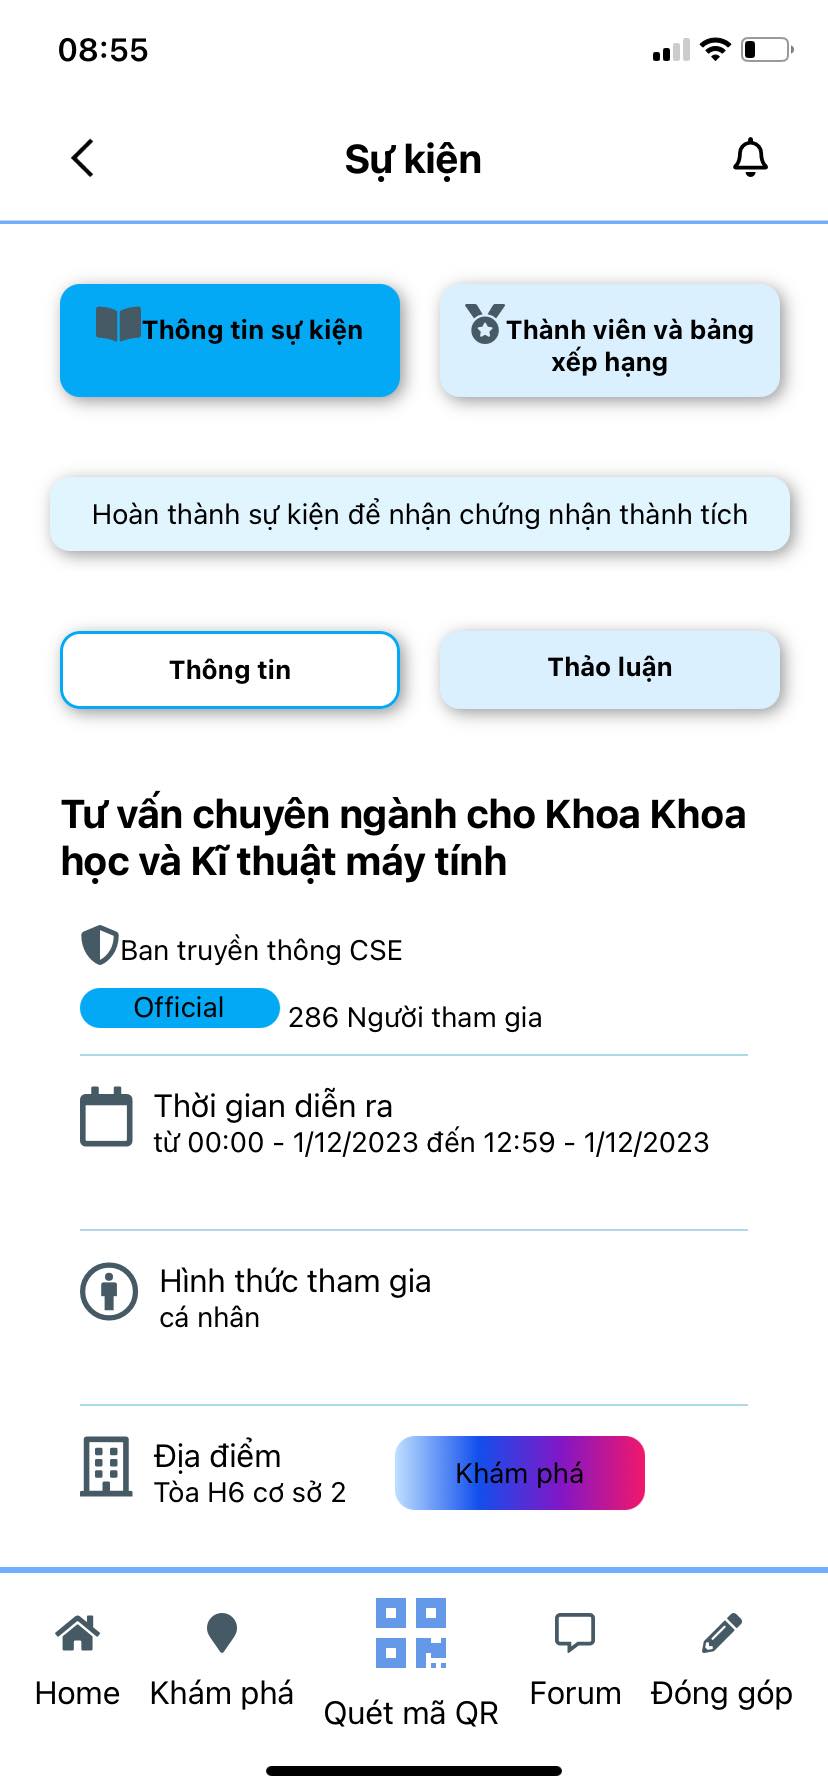 08:55
Sự kiện
Thông tin sự kiện
Thành viên và bảng
xếp hạng
Hoàn thành sự kiện để nhận chứng nhận thành tích
Thông tin
Thảo luận
Tư vấn chuyên ngành cho Khoa Khoa
học và Kĩ thuật máy tính
Ban truyền thông CSE
Official
286 Người tham gia
Thời gian diễn ra
từ 00:00 - 1/12/2023 đến 12:59 - 1/12/2023
Hình thức tham gia
cá nhân
Địa điểm
Tòa H6 cơ sở 2
Khám phá
Home
Khám phá
Quét mã QR
Forum
Đóng góp